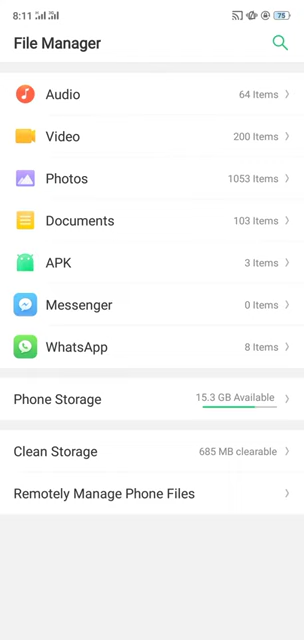 8:11 75
File Manager
Audio 64 Items
Video 200 Items
Photos 1053 Items
Documents 103 Items
APK 3 Items
Messenger 0 Items
WhatsApp 8 Items
Phone Storage 15.3 GB Available
Clean Storage 685 MB clearable
Remotely Manage Phone Files